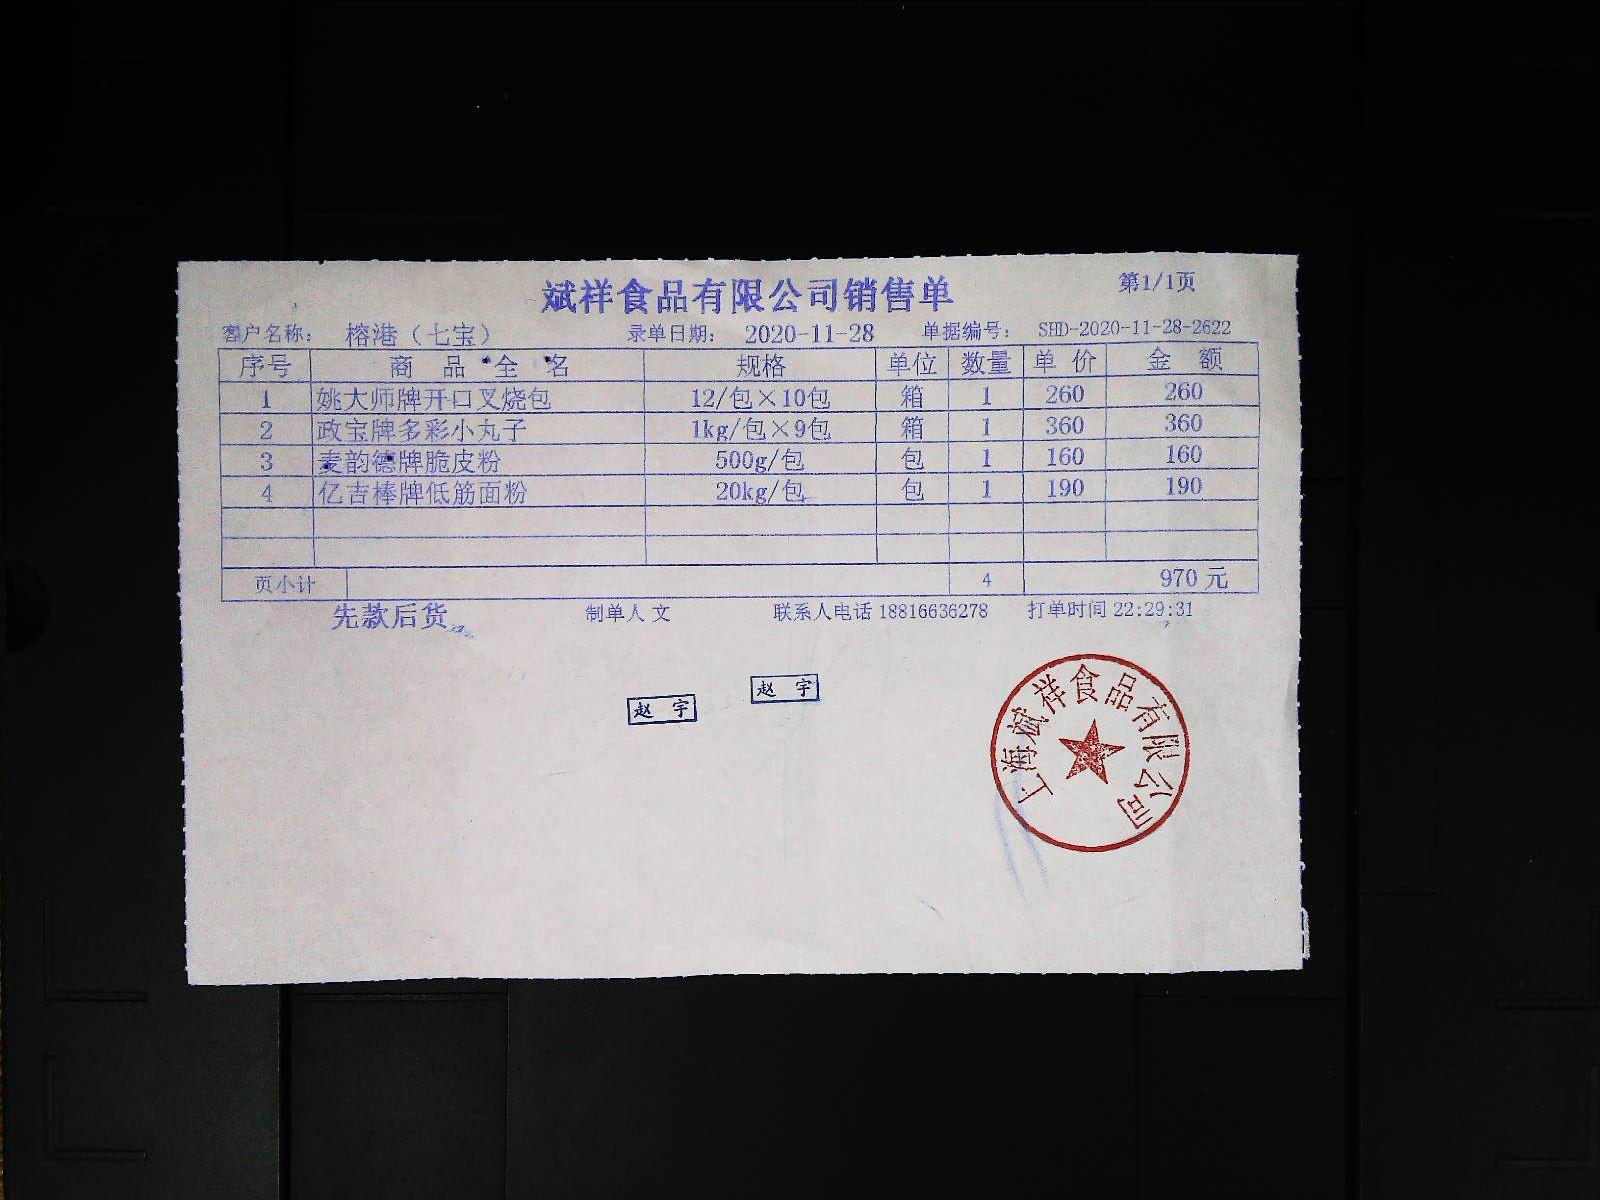 斌祥食品有限公司销售单 第1/1页
客户名称： 榕港（七宝） 录单日期： 2020-11-28 单据编号： SHD-2020-11-28-2622
序号 商品全名 规格 单位 数量 单价 金额
1 姚大师牌开口叉烧包 12/包×10包 箱 1 260 260
2 政宝牌多彩小丸子 1kg/包×9包 箱 1 360 360
3 麦韵德牌脆皮粉 500g/包 包 1 160 160
4 亿吉棒牌低筋面粉 20kg/包 包 1 190 190
页小计 4 970 元
先款后货 制单人 文 联系人电话 18816636278 打单时间 22:29:31
赵 宇
赵 宇
上海斌祥食品有限公司